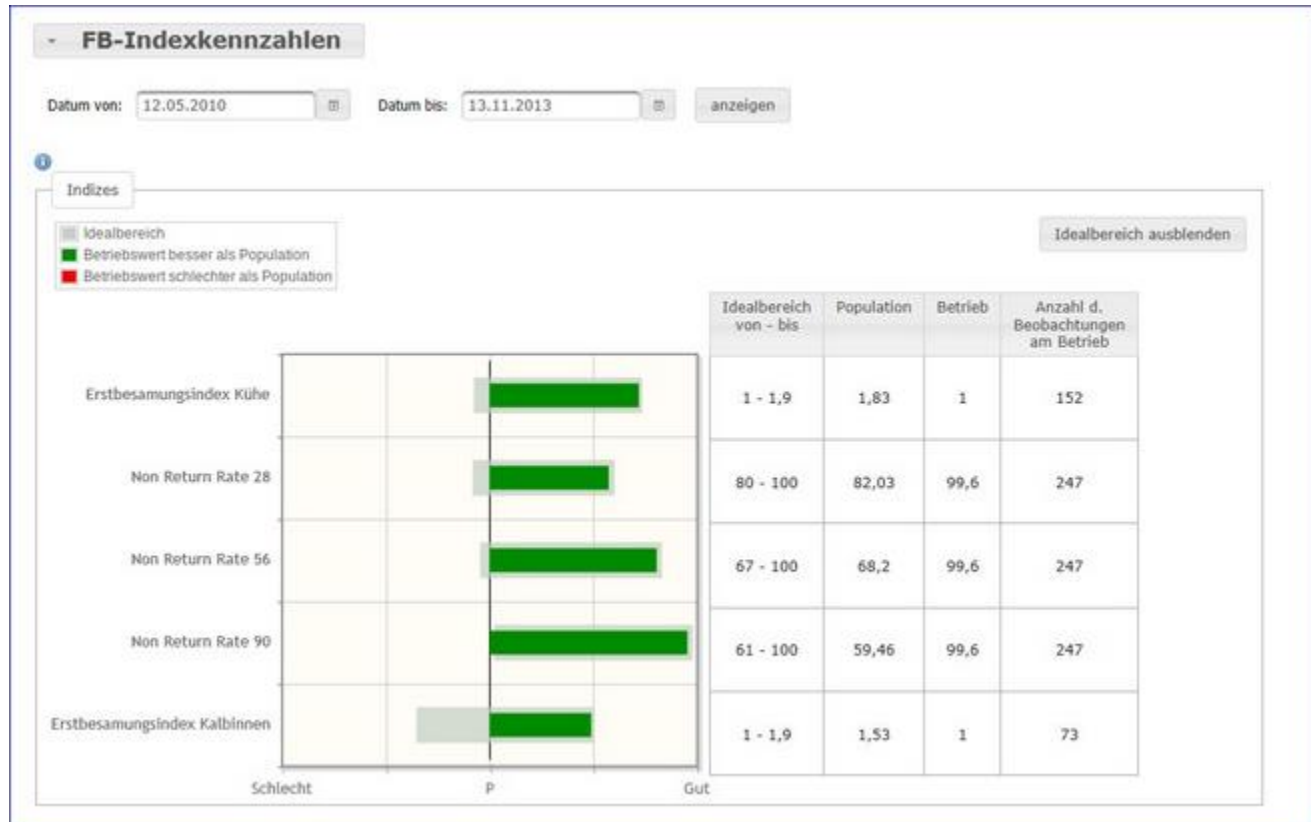 FB-Indexkennzahlen
Datum von: 12.05.2010 Datum bis: 13.11.2013 anzeigen
Indizes
Idealbereich
Betriebswert besser als Population
Betriebswert schlechter als Population
Idealbereich ausblenden
Idealbereich von - bis Population Betrieb Anzahl d. Beobachtungen am Betrieb
Erstbesamungsindex Kühe 1 - 1,9 1,83 1 152
Non Return Rate 28 80 - 100 82,03 99,6 247
Non Return Rate 56 67 - 100 68,2 99,6 247
Non Return Rate 90 61 - 100 59,46 99,6 247
Erstbesamungsindex Kalbinnen 1 - 1,9 1,53 1 73
Schlecht P Gut